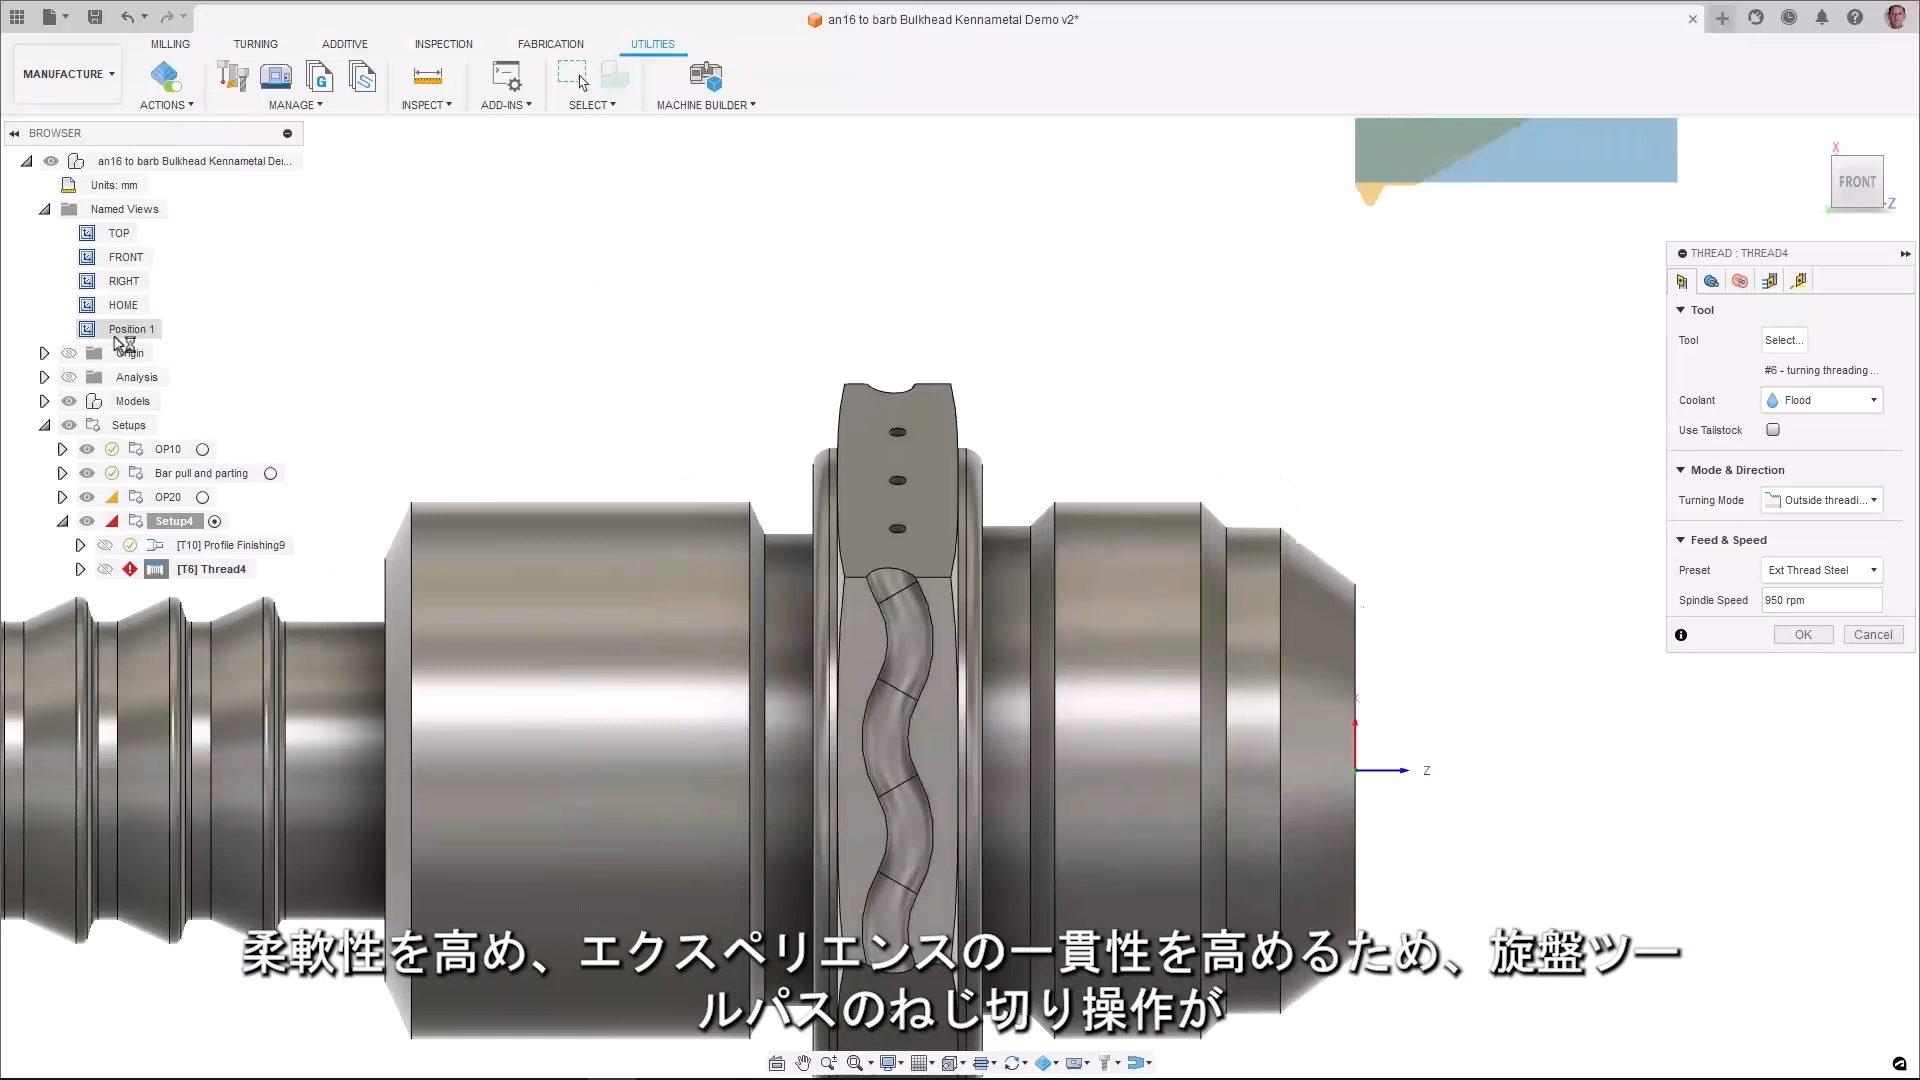 an16 to barb Bulkhead Kennametal Demo v2*
MILLING TURNING ADDITIVE INSPECTION FABRICATION UTILITIES
MANUFACTURE
ACTIONS MANAGE INSPECT ADD-INS SELECT MACHINE BUILDER
BROWSER
an16 to barb Bulkhead Kennametal Der...
Units: mm
Named Views
TOP
FRONT
RIGHT
HOME
Position 1
Origin
Analysis
Models
Setups
OP10
Bar pull and parting
OP20
Setup4
[T10] Profile Finishing9
[T6] Thread4
X
FRONT
Z
THREAD : THREAD4
Tool
Tool Select...
#6 - turning threading ...
Coolant Flood
Use Tailstock
Mode & Direction
Turning Mode Outside threadi...
Feed & Speed
Preset Ext Thread Steel
Spindle Speed 950 rpm
OK Cancel
X
Z
柔軟性を高め、エクスペリエンスの一貫性を高めるため、旋盤ツー
ルパスのねじ切り操作が